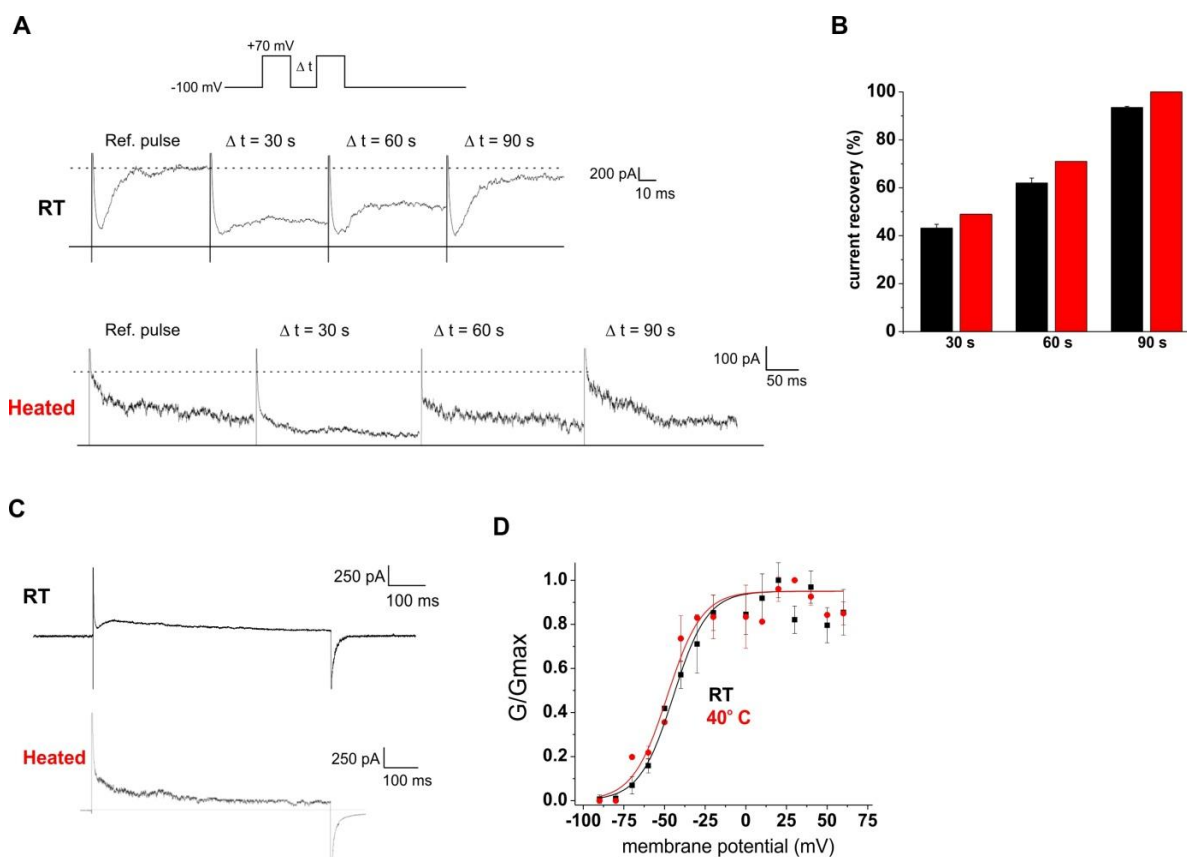 A
+70 mV
Δ t
-100 mV
Ref. pulse
Δ t = 30 s
Δ t = 60 s
Δ t = 90 s
200 pA
10 ms
RT
Ref. pulse
Δ t = 30 s
Δ t = 60 s
Δ t = 90 s
100 pA
50 ms
Heated
B
current recovery (%)
100
80
60
40
20
0
30 s
60 s
90 s
C
RT
250 pA
100 ms
Heated
250 pA
100 ms
D
G/Gmax
1.0
0.8
0.6
0.4
0.2
0.0
RT
40° C
-100
-75
-50
-25
0
25
50
75
membrane potential (mV)